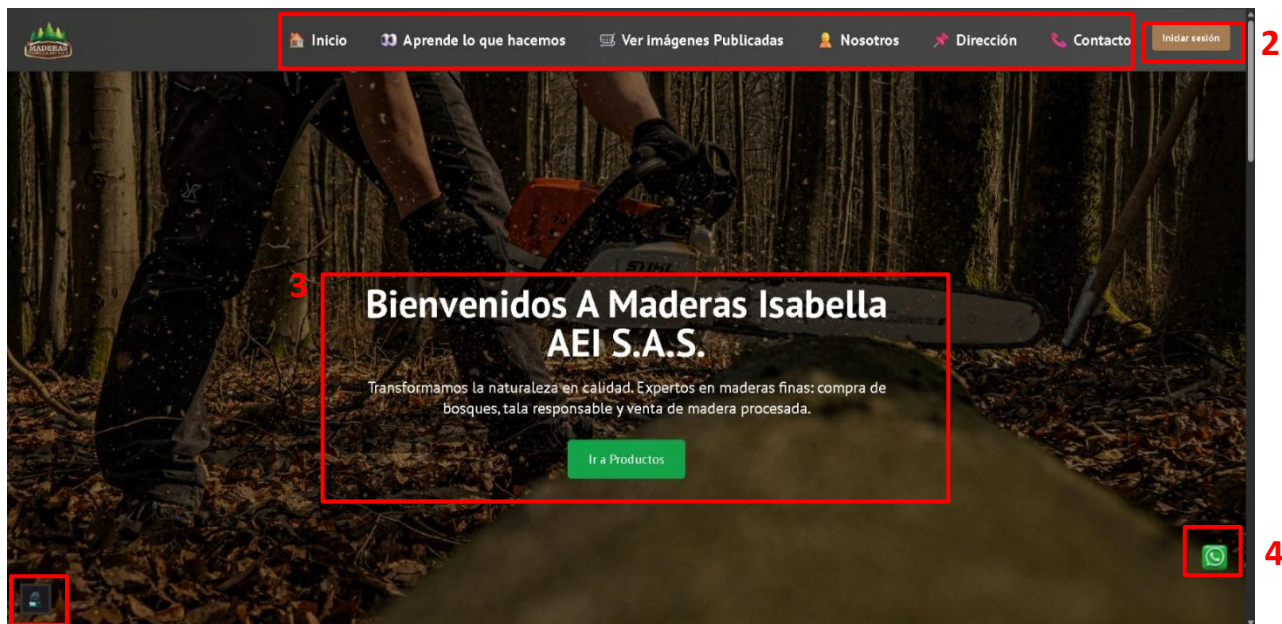 MADERAS
Inicio
Aprende lo que hacemos
Ver imágenes Publicadas
Nosotros
Dirección
Contacto
Iniciar sesión
2
STIHL
3
Bienvenidos A Maderas Isabella
AEI S.A.S.
Transformamos la naturaleza en calidad. Expertos en maderas finas: compra de
bosques, tala responsable y venta de madera procesada.
Ir a Productos
4